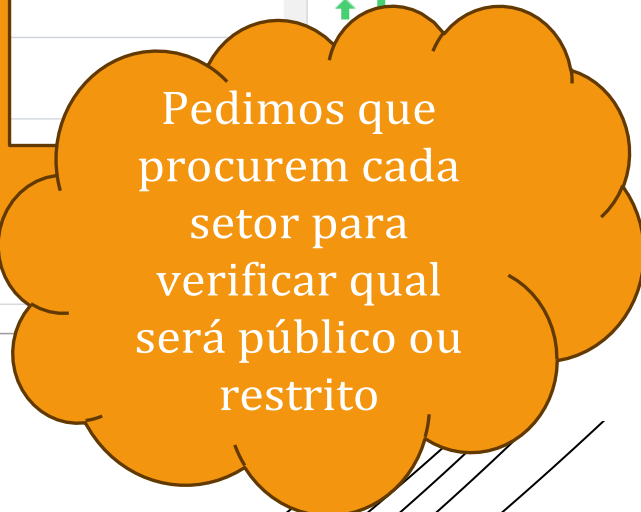 Pedimos que
procurem cada
setor para
verificar qual
será público ou
restrito